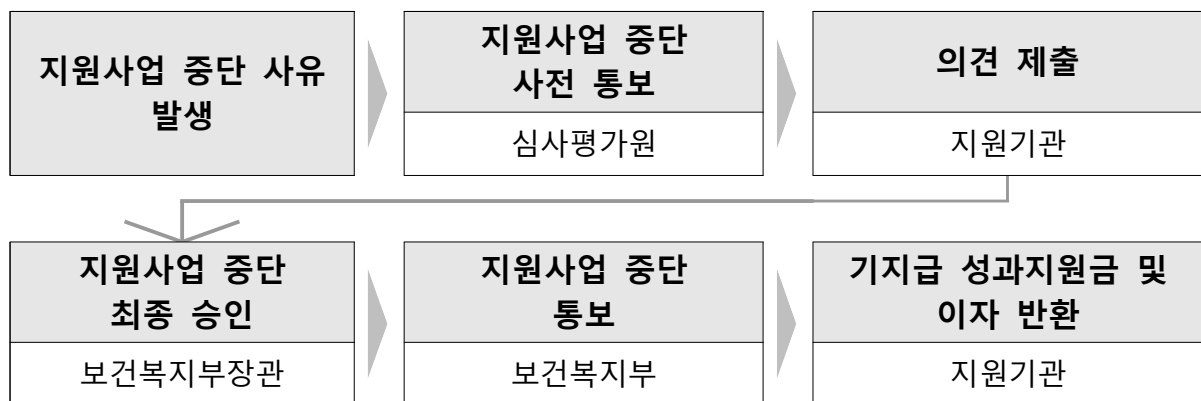 지원사업 중단 사유
발생
지원사업 중단
사전 통보
심사평가원
의견 제출
지원기관
지원사업 중단
최종 승인
보건복지부장관
지원사업 중단
통보
보건복지부
기지급 성과지원금 및
이자 반환
지원기관